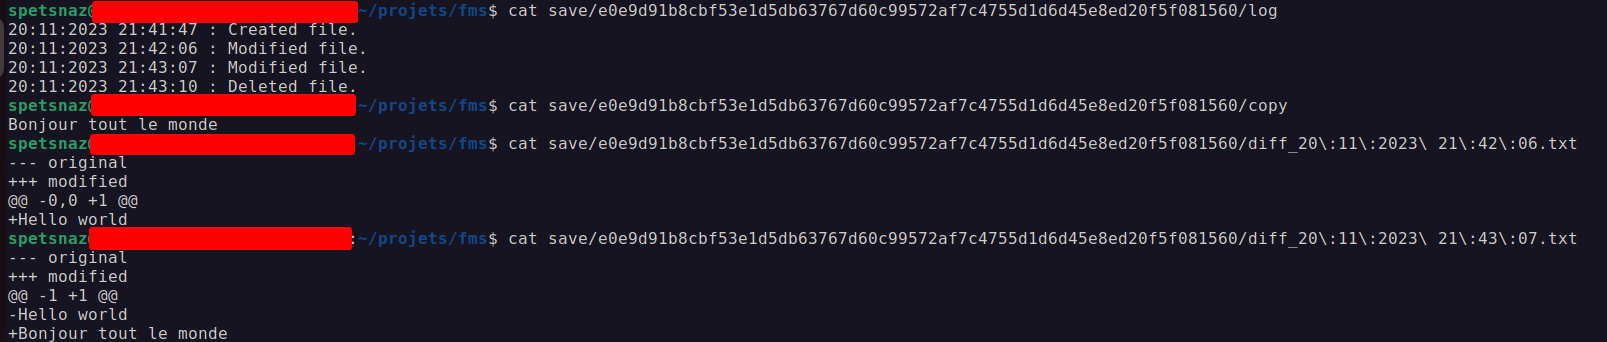 spetsnaz@ ~/projets/fms$ cat save/e0e9d91b8cbf53e1d5db63767d60c99572af7c4755d1d6d45e8ed20f5f081560/log
20:11:2023 21:41:47 : Created file.
20:11:2023 21:42:06 : Modified file.
20:11:2023 21:43:07 : Modified file.
20:11:2023 21:43:10 : Deleted file.
spetsnaz@ ~/projets/fms$ cat save/e0e9d91b8cbf53e1d5db63767d60c99572af7c4755d1d6d45e8ed20f5f081560/copy
Bonjour tout le monde
spetsnaz@ ~/projets/fms$ cat save/e0e9d91b8cbf53e1d5db63767d60c99572af7c4755d1d6d45e8ed20f5f081560/diff_20\:11\:2023\ 21\:42\:06.txt
--- original
+++ modified
@@ -0,0 +1 @@
+Hello world
spetsnaz@ :~/projets/fms$ cat save/e0e9d91b8cbf53e1d5db63767d60c99572af7c4755d1d6d45e8ed20f5f081560/diff_20\:11\:2023\ 21\:43\:07.txt
--- original
+++ modified
@@ -1 +1 @@
-Hello world
+Bonjour tout le monde